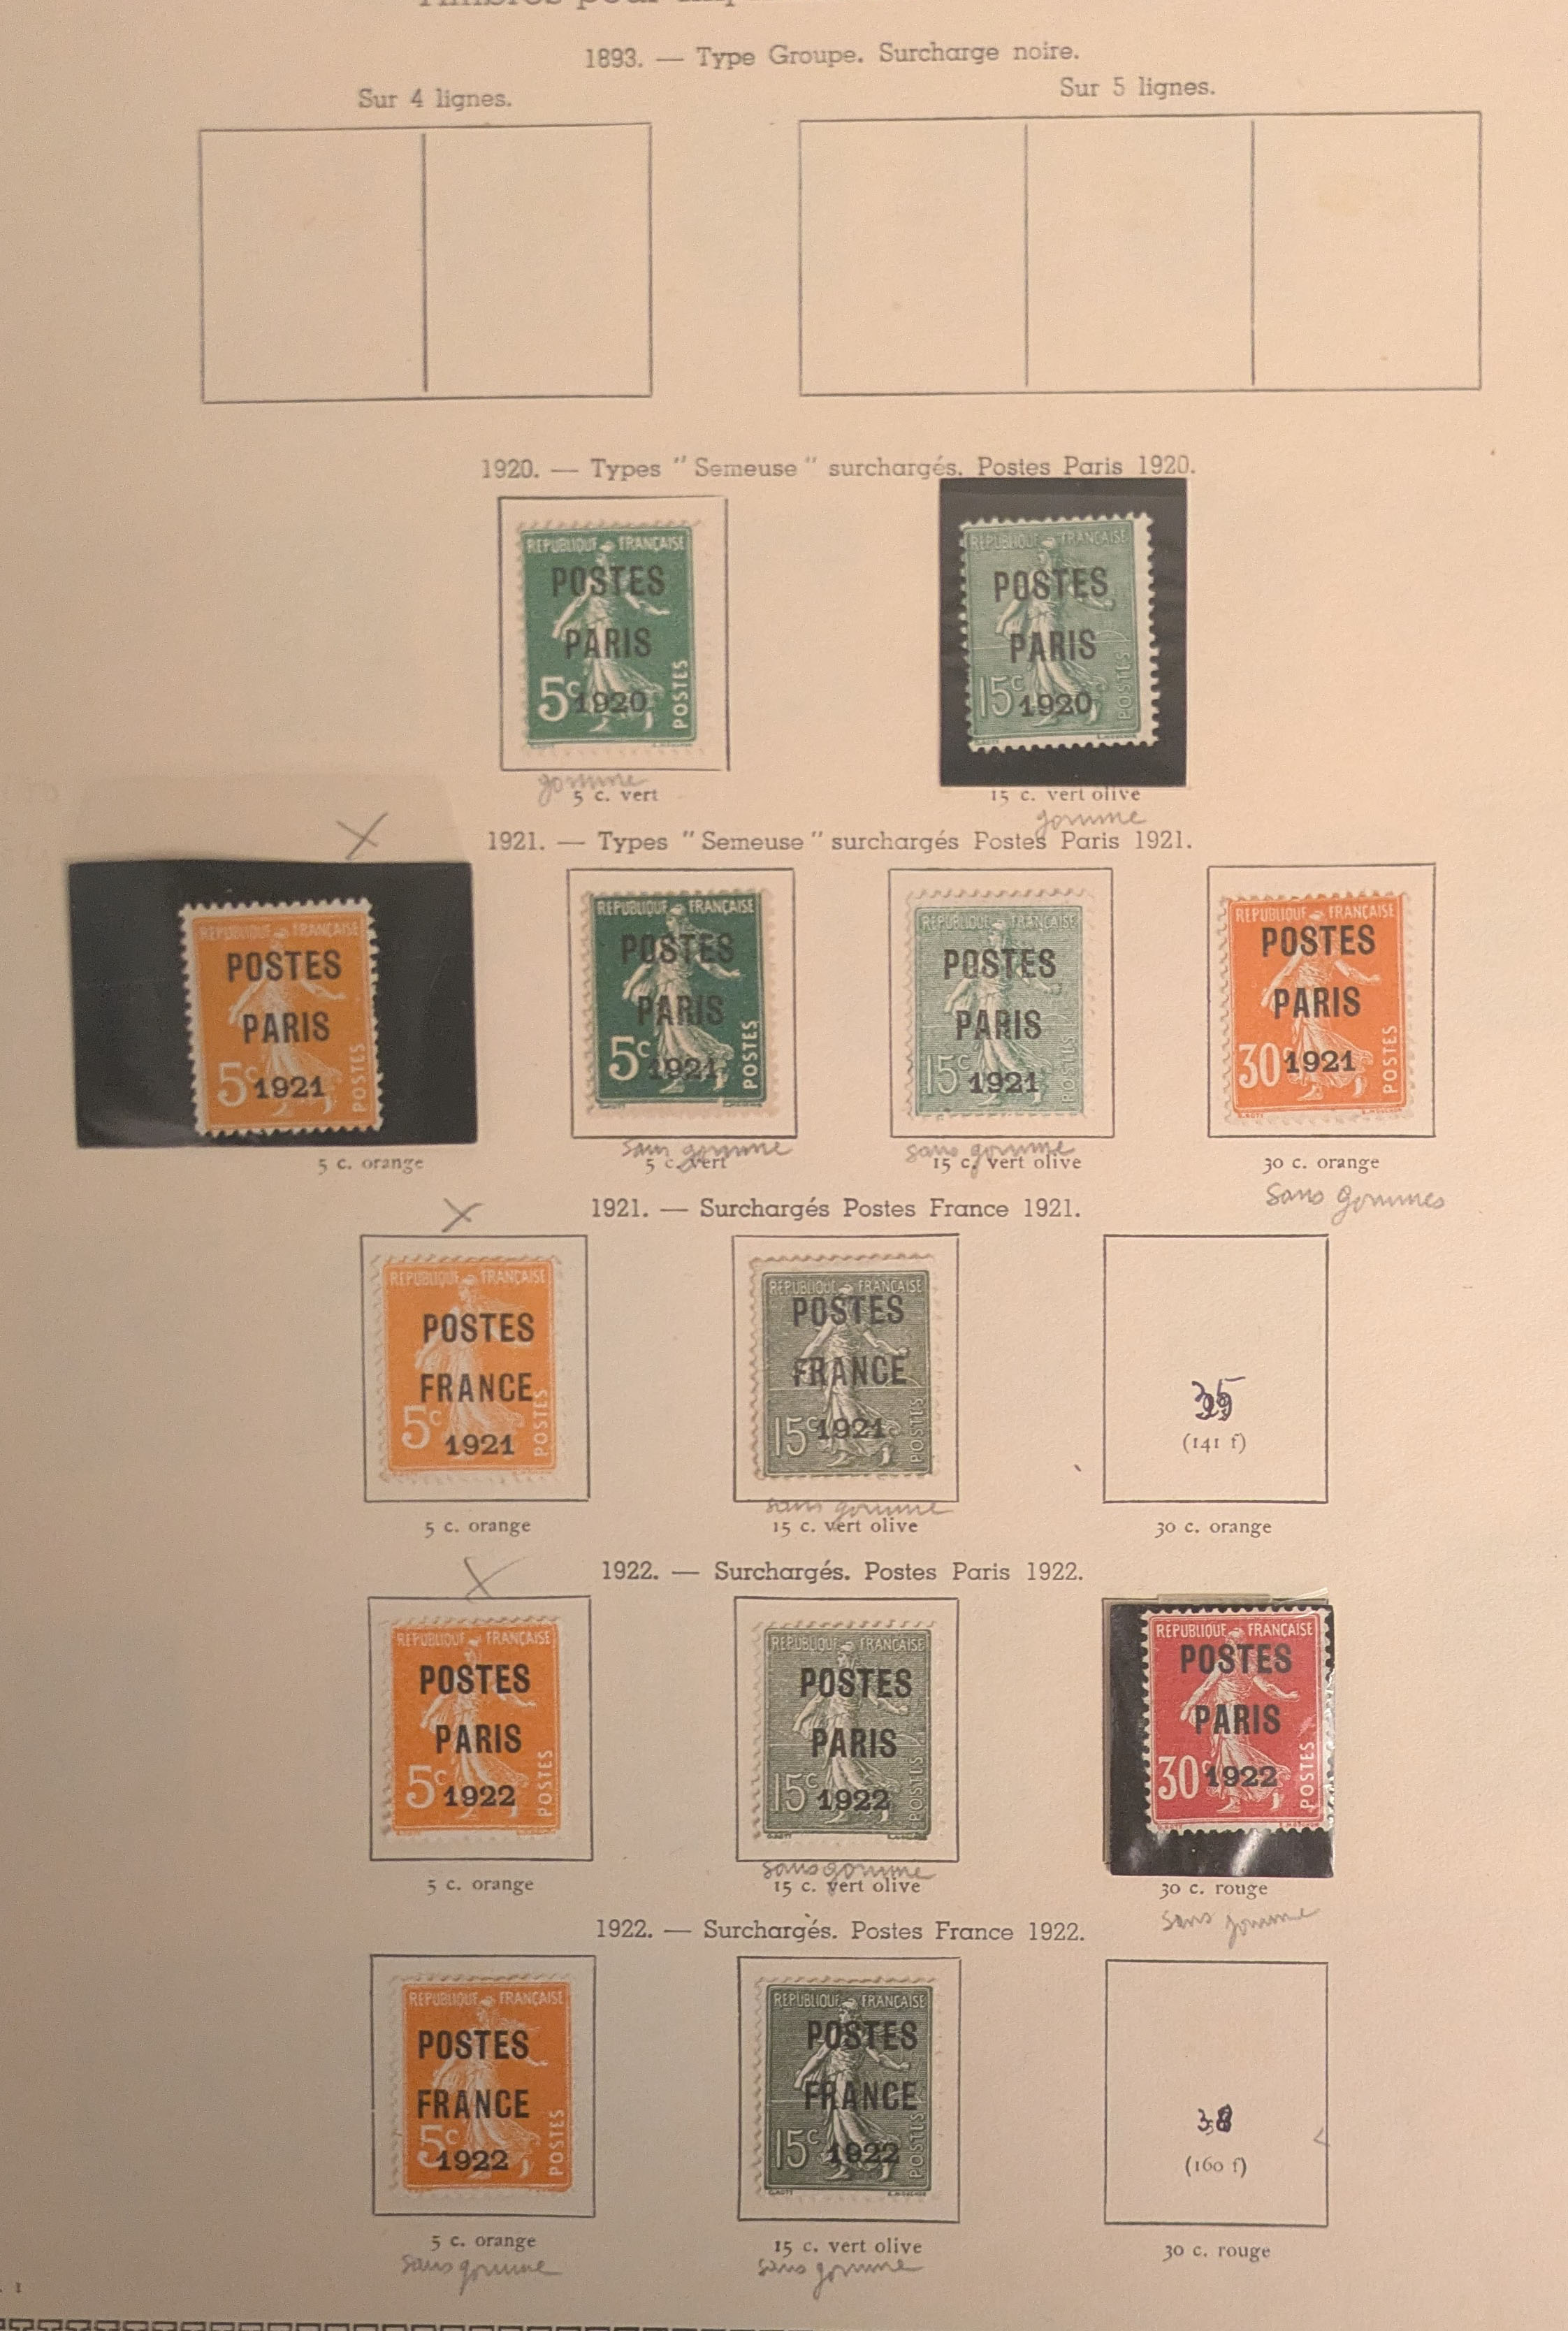 1893. — Type Groupe. Surcharge noire.
Sur 4 lignes.
Sur 5 lignes.
1920. — Types "Semeuse" surchargés. Postes Paris 1920.
REPUBLIQUE FRANÇAISE
POSTES
PARIS
5c 1920
POSTES
REPUBLIQUE FRANÇAISE
POSTES
PARIS
15c 1920
POSTES
gomme
5 c. vert
15 c. vert olive
gomme
1921. — Types "Semeuse" surchargés Postes Paris 1921.
REPUBLIQUE FRANÇAISE
POSTES
PARIS
5c 1921
POSTES
REPUBLIQUE FRANÇAISE
POSTES
PARIS
5c 1921
POSTES
REPUBLIQUE FRANÇAISE
POSTES
PARIS
15c 1921
POSTES
REPUBLIQUE FRANÇAISE
POSTES
PARIS
30c 1921
POSTES
5 c. orange
sans gomme
5 c. vert
sans gomme
15 c. vert olive
30 c. orange
sans gommes
1921. — Surchargés Postes France 1921.
REPUBLIQUE FRANÇAISE
POSTES
FRANCE
5c 1921
POSTES
REPUBLIQUE FRANÇAISE
POSTES
FRANCE
15c 1921
POSTES
(141 f)
5 c. orange
sans gomme
15 c. vert olive
30 c. orange
1922. — Surchargés. Postes Paris 1922.
REPUBLIQUE FRANÇAISE
POSTES
PARIS
5c 1922
POSTES
REPUBLIQUE FRANÇAISE
POSTES
PARIS
15c 1922
POSTES
REPUBLIQUE FRANÇAISE
POSTES
PARIS
30c 1922
POSTES
5 c. orange
sans gomme
15 c. vert olive
30 c. rouge
sans gomme
1922. — Surchargés. Postes France 1922.
REPUBLIQUE FRANÇAISE
POSTES
FRANCE
5c 1922
POSTES
REPUBLIQUE FRANÇAISE
POSTES
FRANCE
15c 1922
POSTES
(160 f)
5 c. orange
sans gomme
15 c. vert olive
sans gomme
30 c. rouge